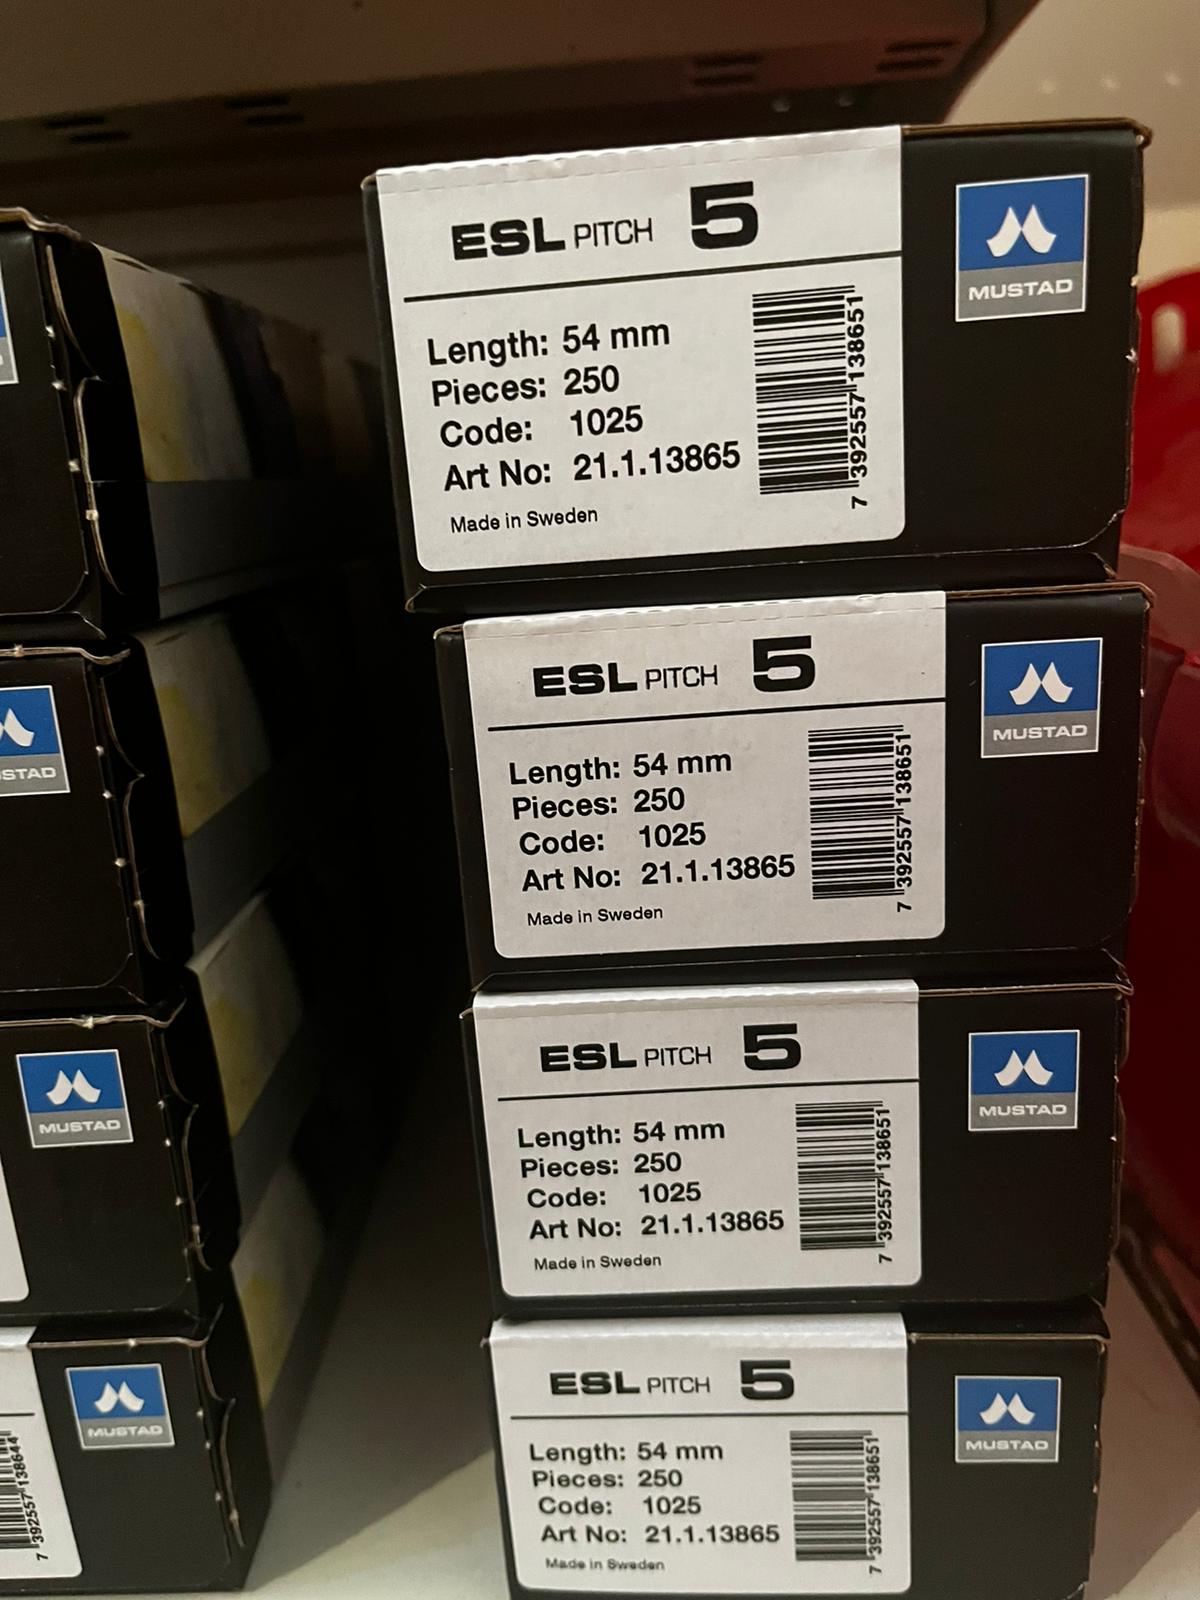 ESL PITCH 5
Length: 54 mm
Pieces: 250
Code: 1025
Art No: 21.1.13865
Made in Sweden
7 392557 138651
MUSTAD
ESL PITCH 5
Length: 54 mm
Pieces: 250
Code: 1025
Art No: 21.1.13865
Made in Sweden
7 392557 138651
MUSTAD
ESL PITCH 5
Length: 54 mm
Pieces: 250
Code: 1025
Art No: 21.1.13865
Made in Sweden
7 392557 138651
MUSTAD
ESL PITCH 5
Length: 54 mm
Pieces: 250
Code: 1025
Art No: 21.1.13865
Made in Sweden
7 392557 138651
MUSTAD
STAD
MUSTAD
MUSTAD
7 392557 138644